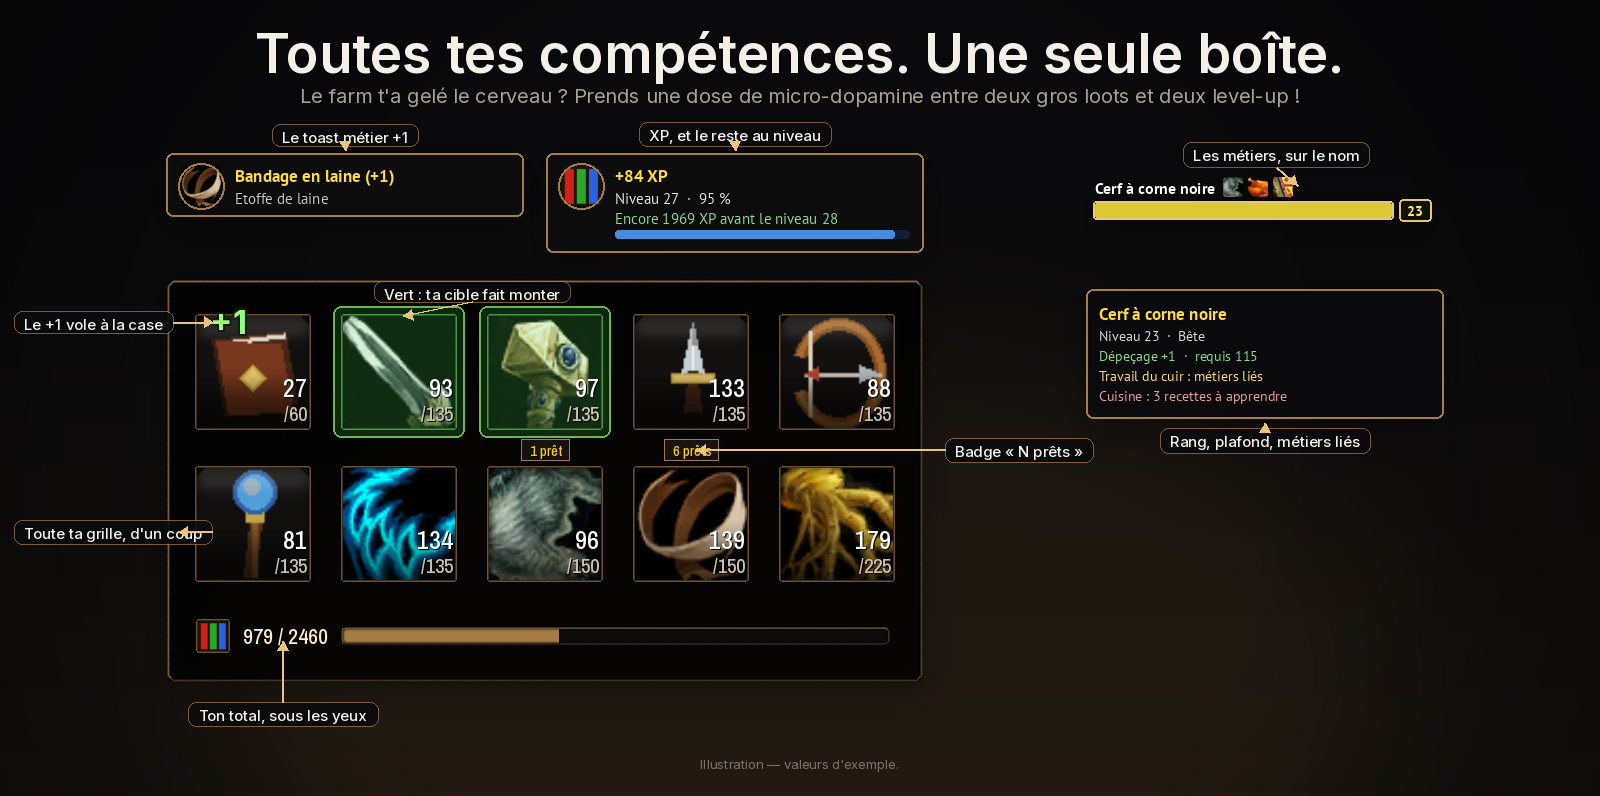 Toutes tes compétences. Une seule boîte.
Le farm t'a gelé le cerveau ? Prends une dose de micro-dopamine entre deux gros loots et deux level-up !
Le toast métier +1
Bandage en laine (+1)
Etoffe de laine
XP, et le reste au niveau
+84 XP
Niveau 27 · 95 %
Encore 1969 XP avant le niveau 28
Les métiers, sur le nom
Cerf à corne noire
23
Vert : ta cible fait monter
Le +1 vole à la case
+1
27
/60
93
/135
97
/135
133
/135
88
/135
1 prêt
6 prêts
Badge « N prêts »
Cerf à corne noire
Niveau 23 · Bête
Dépeçage +1 · requis 115
Travail du cuir : métiers liés
Cuisine : 3 recettes à apprendre
Rang, plafond, métiers liés
Toute ta grille, d'un coup
81
/135
134
/135
96
/150
139
/150
179
/225
979 / 2460
Ton total, sous les yeux
Illustration — valeurs d'exemple.